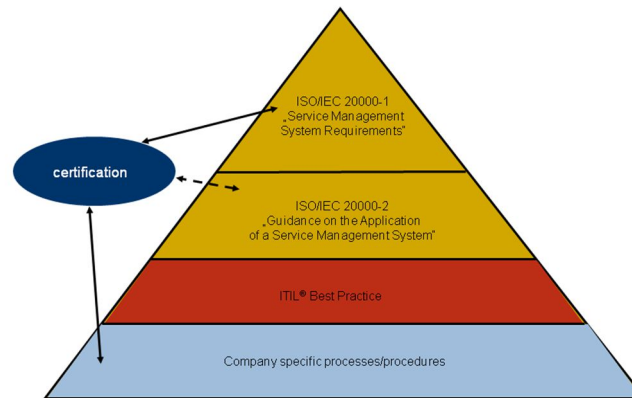 ISO/IEC 20000-1
„Service Management
System Requirements“
certification
ISO/IEC 20000-2
„Guidance on the Application
of a Service Management System“
ITIL® Best Practice
Company specific processes/procedures